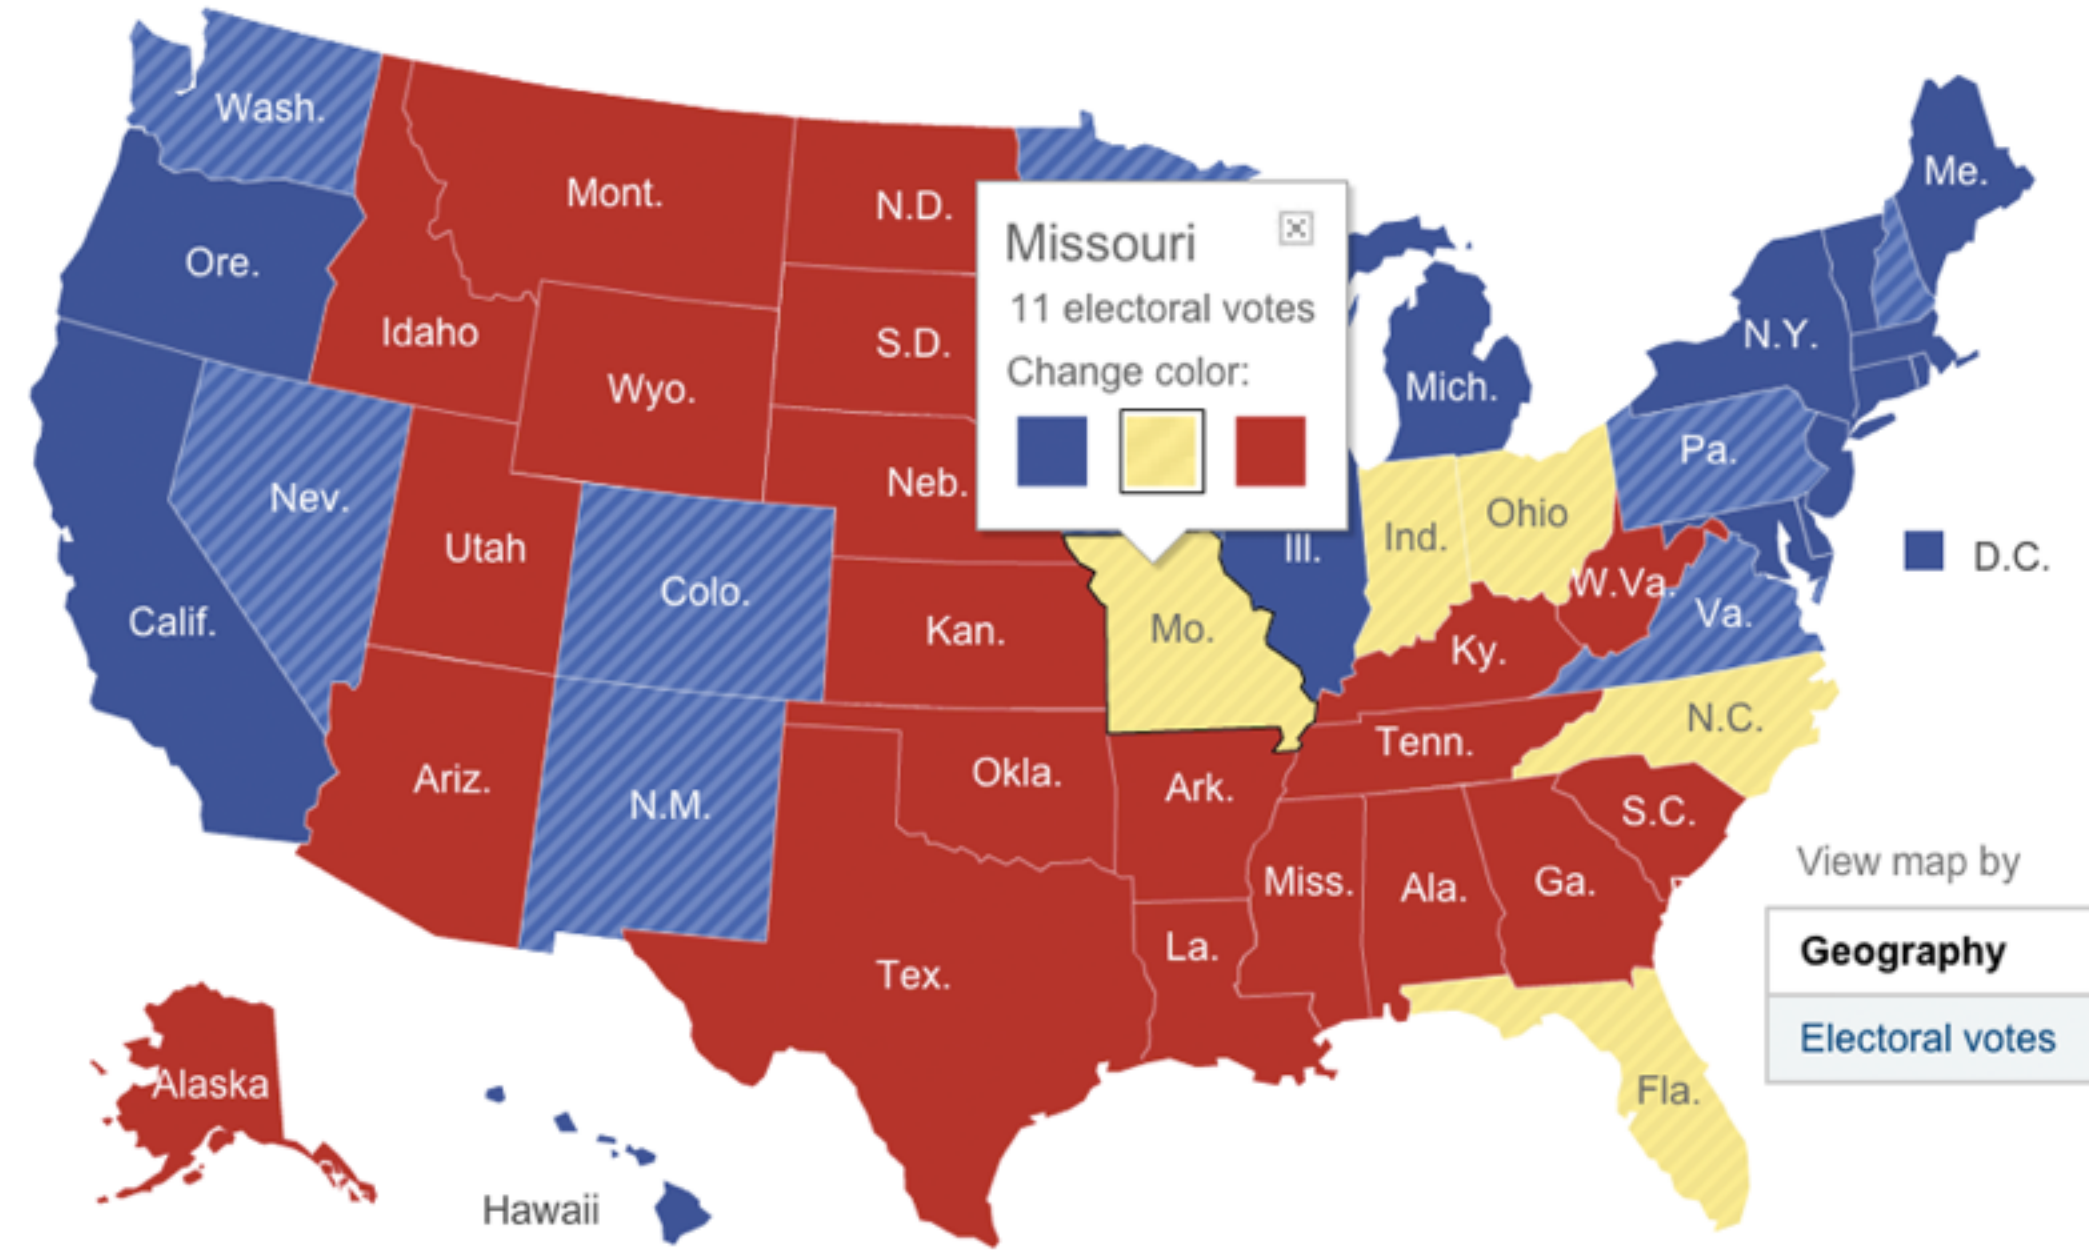 Wash.
Mont.
N.D.
Me.
Ore.
Missouri
11 electoral votes
Change color:
Idaho
S.D.
N.Y.
Wyo.
Mich.
Neb.
Pa.
Nev.
Ohio
Ind.
Utah
Ill.
D.C.
Colo.
W.Va.
Va.
Calif.
Kan.
Mo.
Ky.
N.C.
Tenn.
Ariz.
Okla.
Ark.
N.M.
S.C.
View map by
Miss.
Ala.
Ga.
La.
Geography
Tex.
Electoral votes
Alaska
Fla.
Hawaii